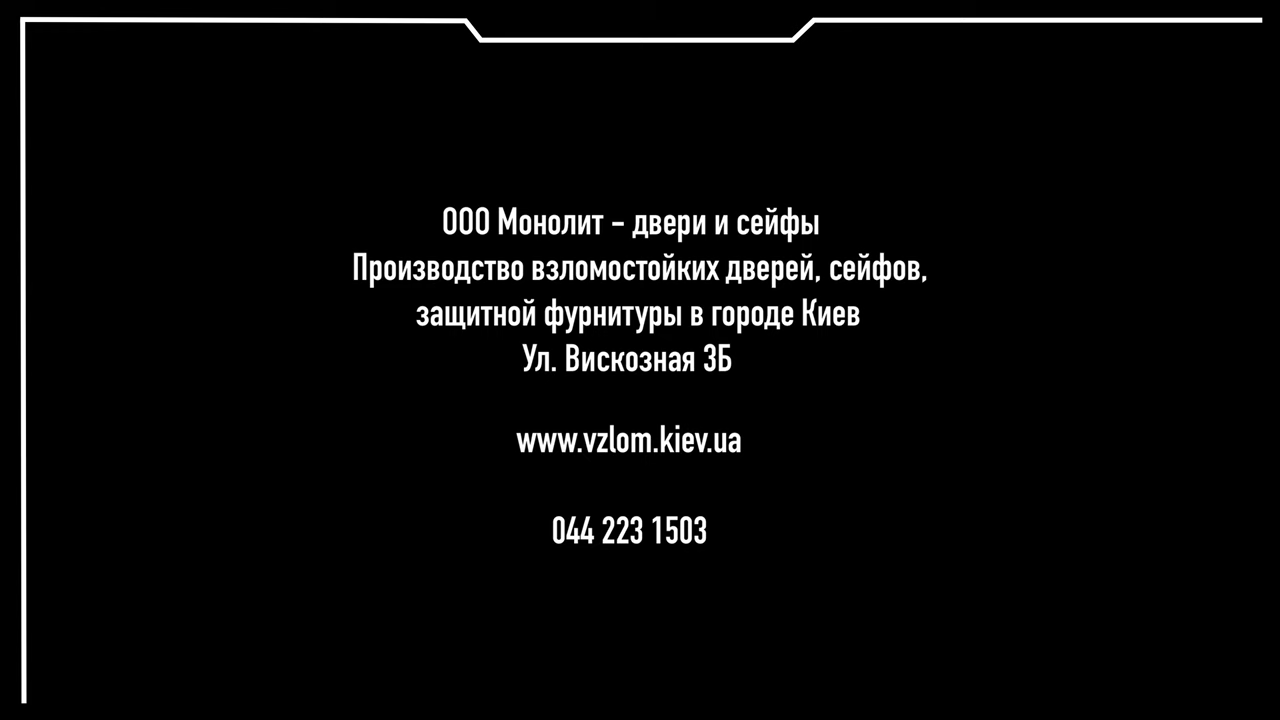 ООО Монолит - двери и сейфы
Производство взломостойких дверей, сейфов,
защитной фурнитуры в городе Киев
Ул. Вискозная 3Б
www.vzlom.kiev.ua
044 223 1503